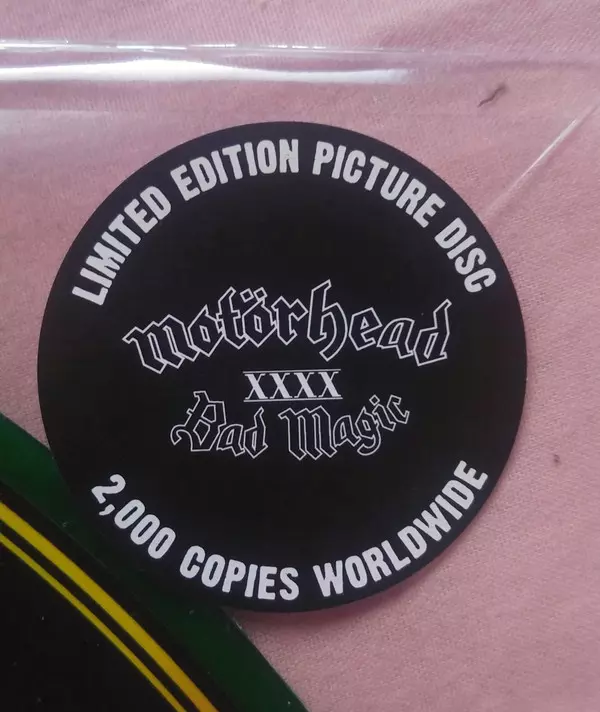 LIMITED EDITION PICTURE DISC
motörhead
XXXX
Bad Magic
2,000 COPIES WORLDWIDE